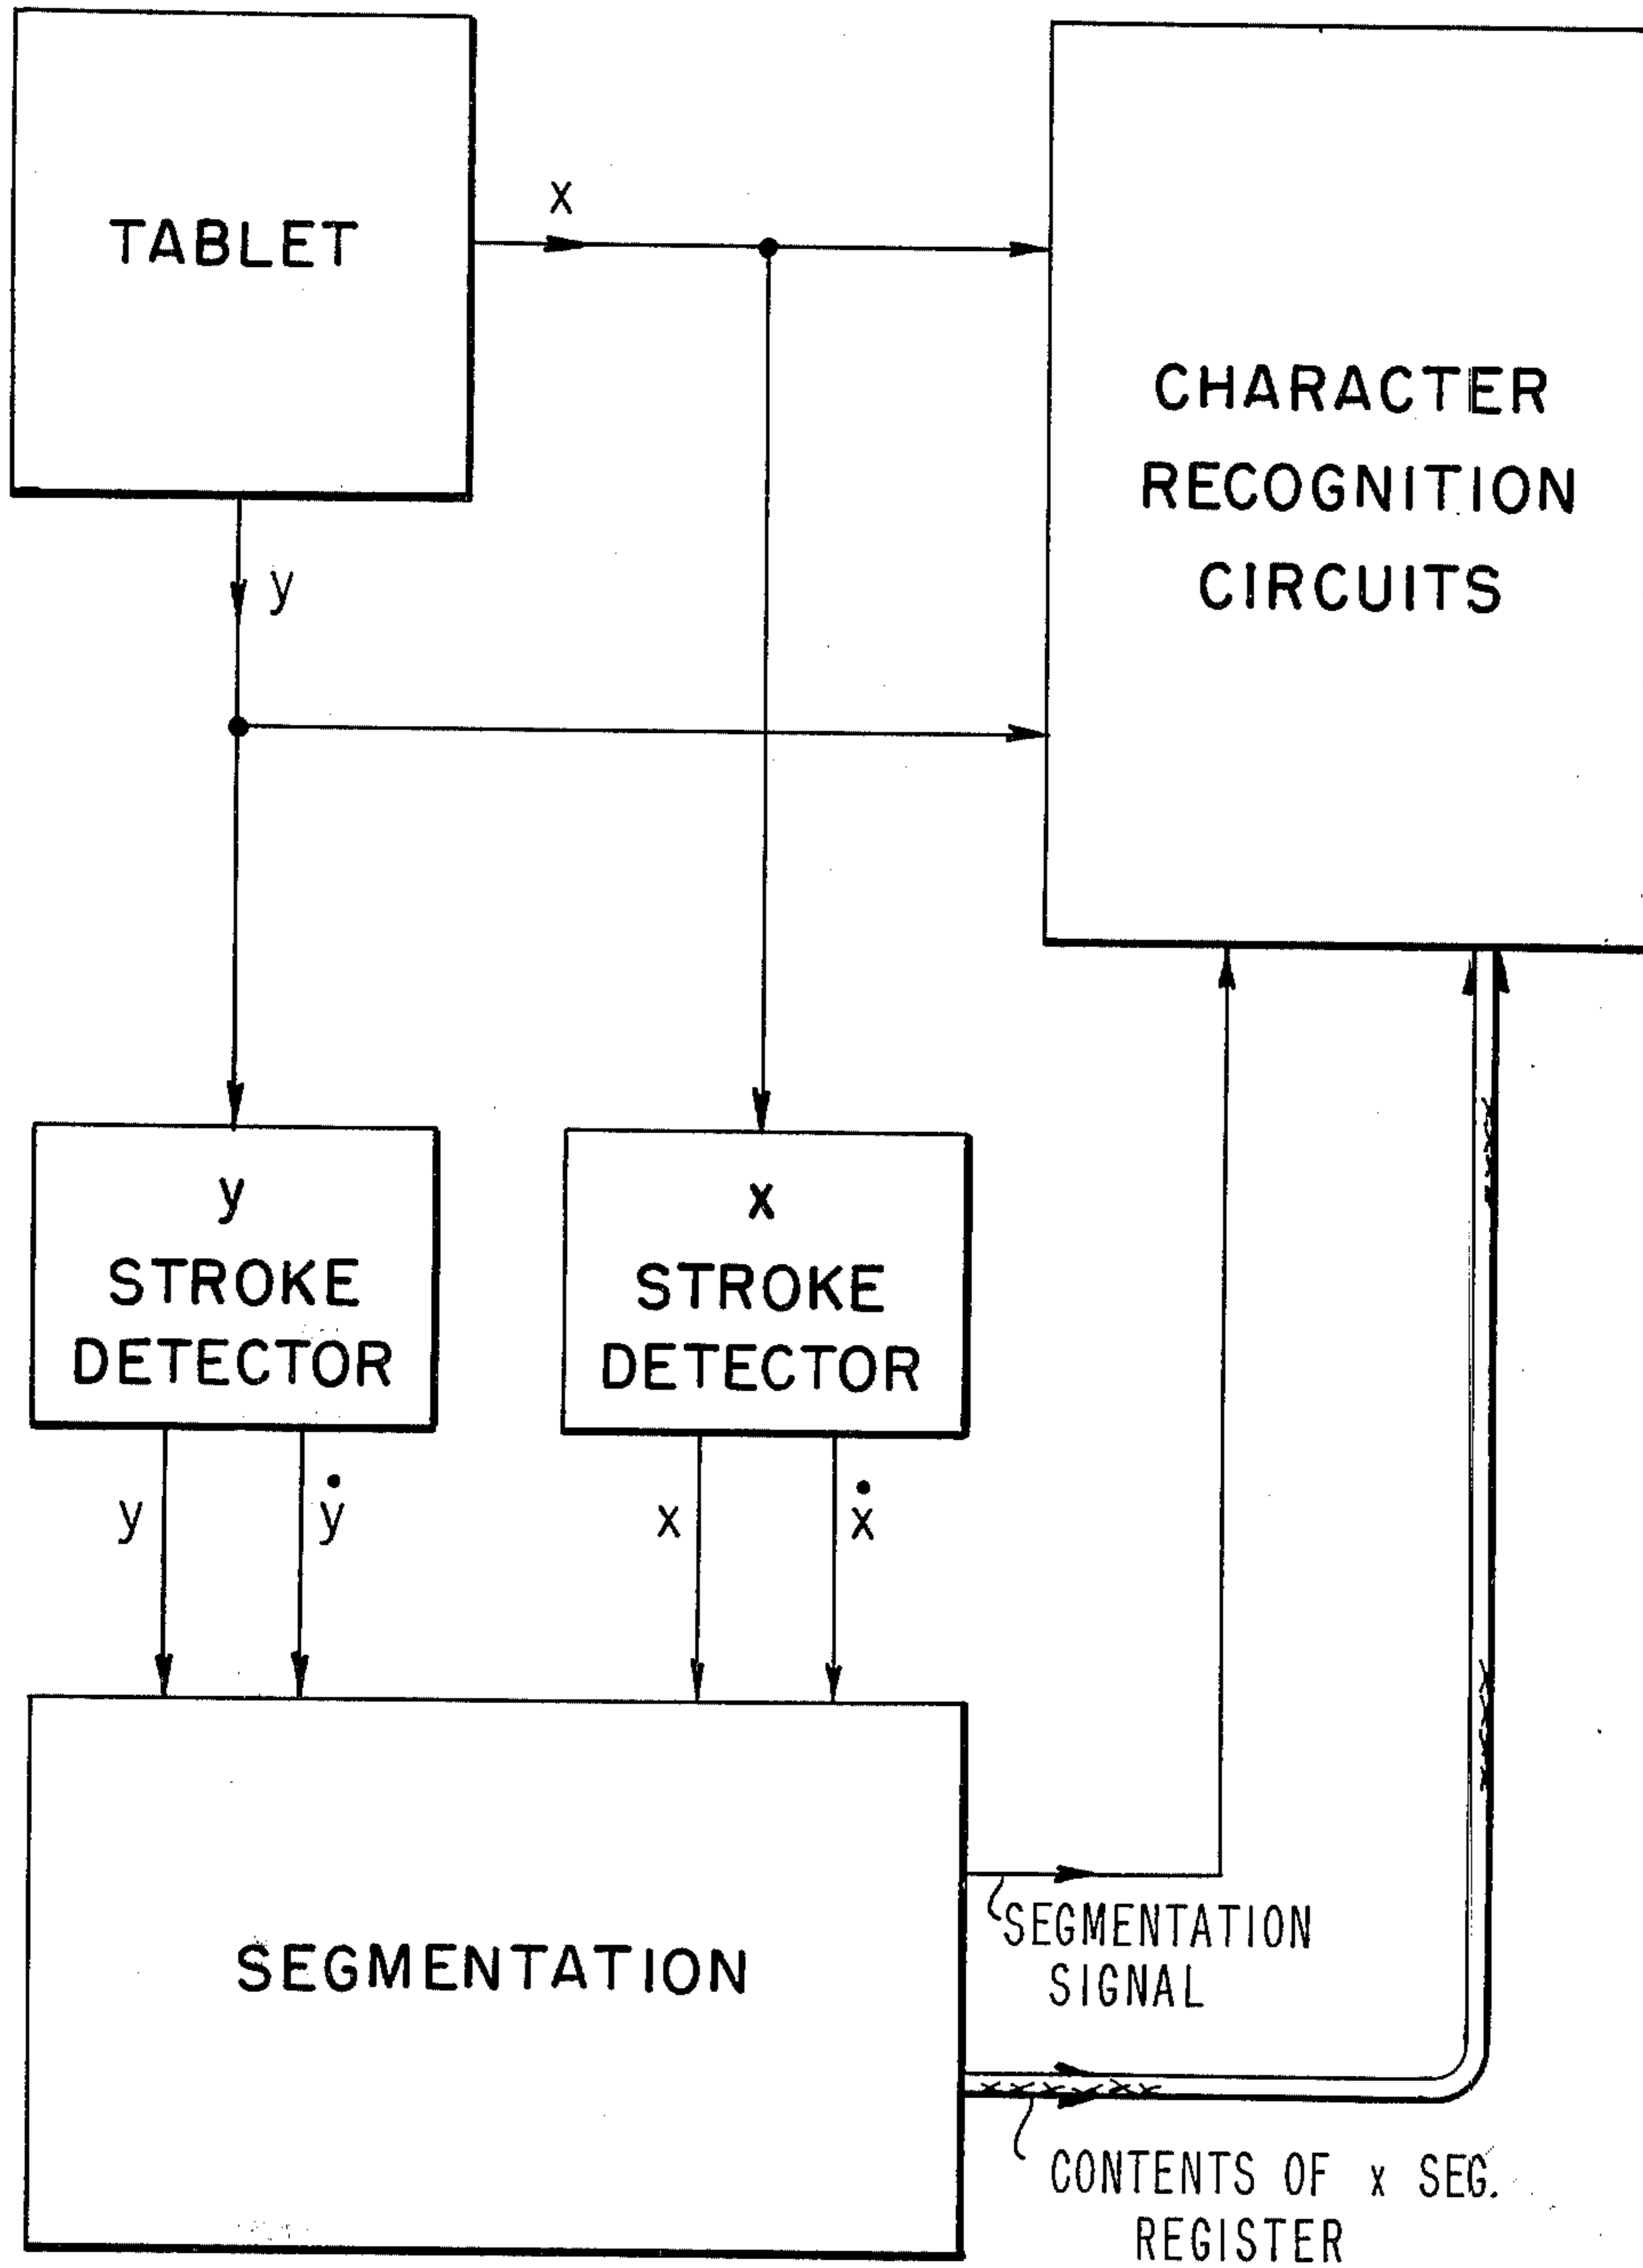 TABLET
x
CHARACTER
RECOGNITION
CIRCUITS
y
y
STROKE
DETECTOR
x
STROKE
DETECTOR
y
ẏ
x
ẋ
SEGMENTATION
SEGMENTATION
SIGNAL
CONTENTS OF x SEG.
REGISTER